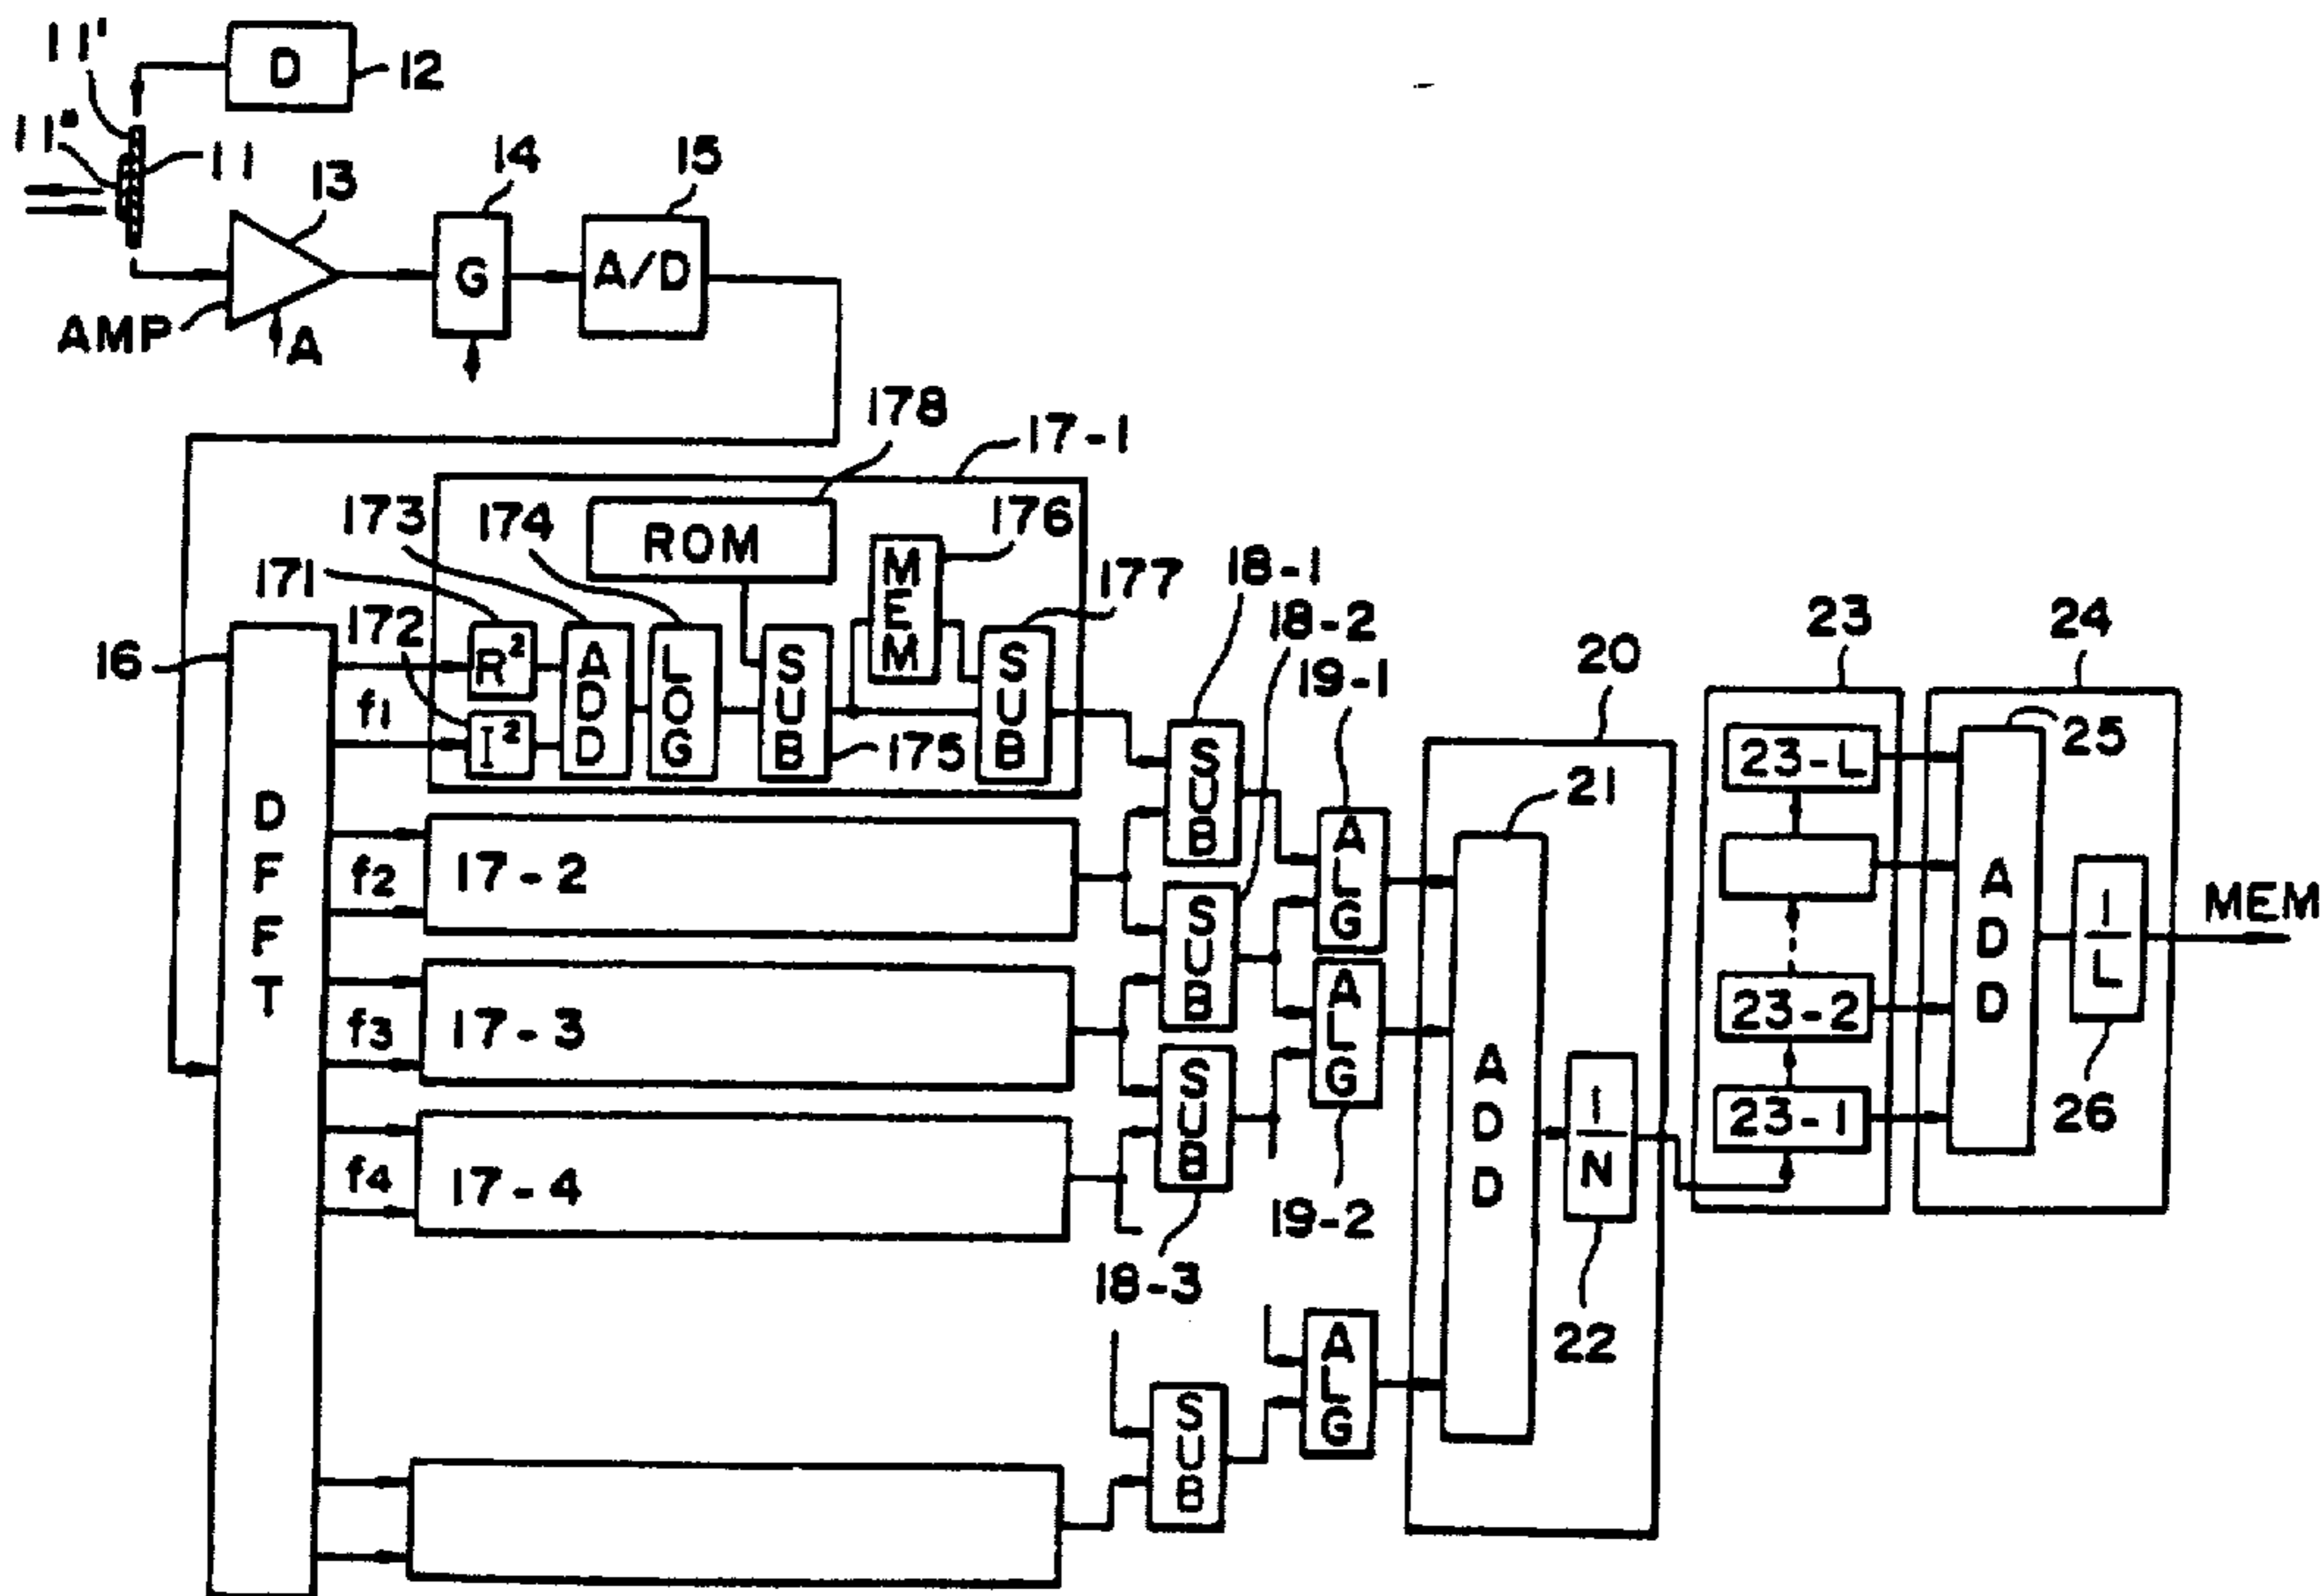 11'
D
12
11"
11
13
14
15
G
A/D
AMP
A
178
17-1
173
174
ROM
176
MEM
171
172
177
18-1
18-2
19-1
16
R²
I²
ADD
LOG
SUB
175
SUB
f1
20
23
24
SUB
21
23-L
25
DFFT
f2
17-2
ALG
SUB
ADD
1/L
MEM
f3
17-3
ALG
23-2
SUB
ADD
1/N
23-1
26
f4
17-4
19-2
18-3
22
ALG
SUB